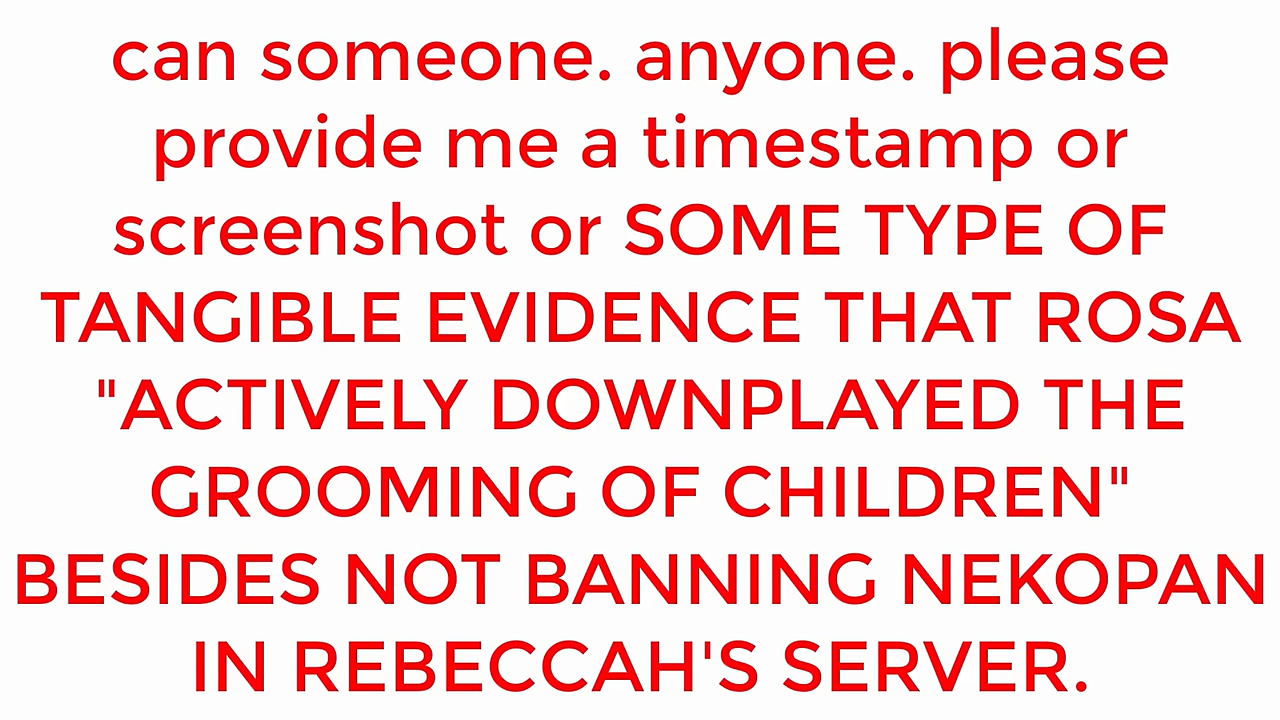 can someone. anyone. please
provide me a timestamp or
screenshot or SOME TYPE OF
TANGIBLE EVIDENCE THAT ROSA
"ACTIVELY DOWNPLAYED THE
GROOMING OF CHILDREN"
BESIDES NOT BANNING NEKOPAN
IN REBECCAH'S SERVER.